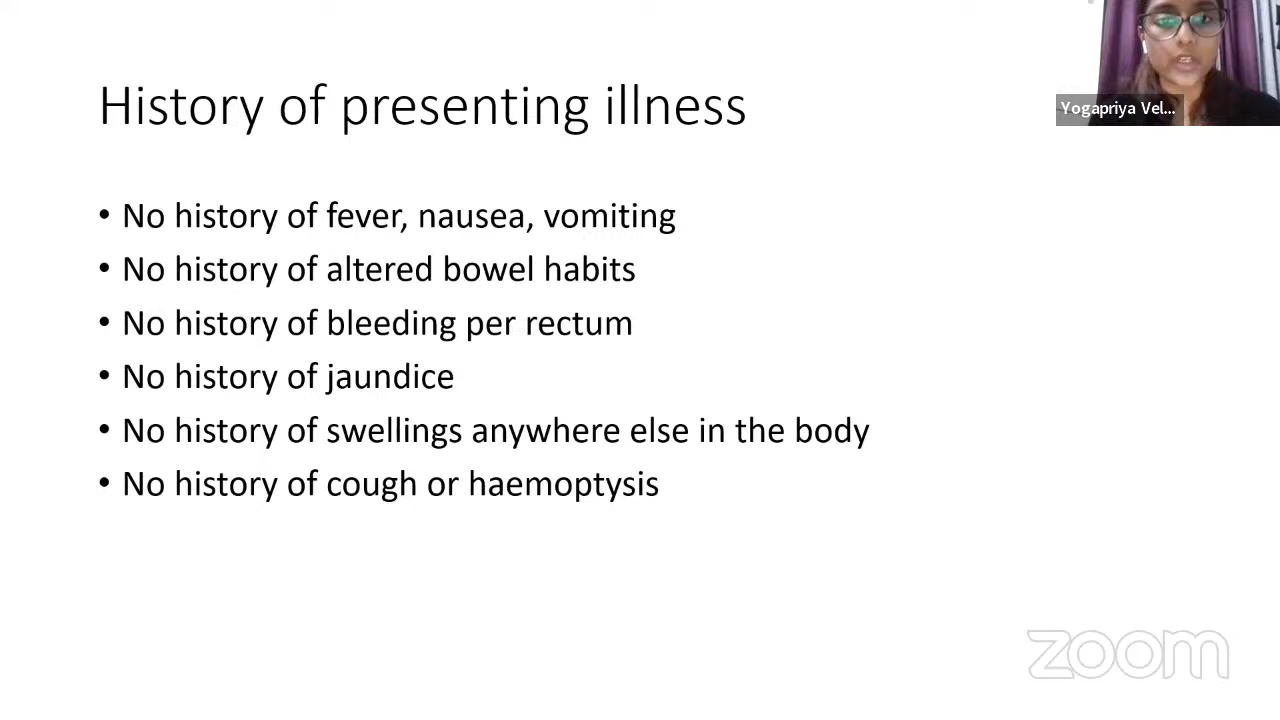 History of presenting illness
Yogapriya Vel...
• No history of fever, nausea, vomiting
• No history of altered bowel habits
• No history of bleeding per rectum
• No history of jaundice
• No history of swellings anywhere else in the body
• No history of cough or haemoptysis
zoom